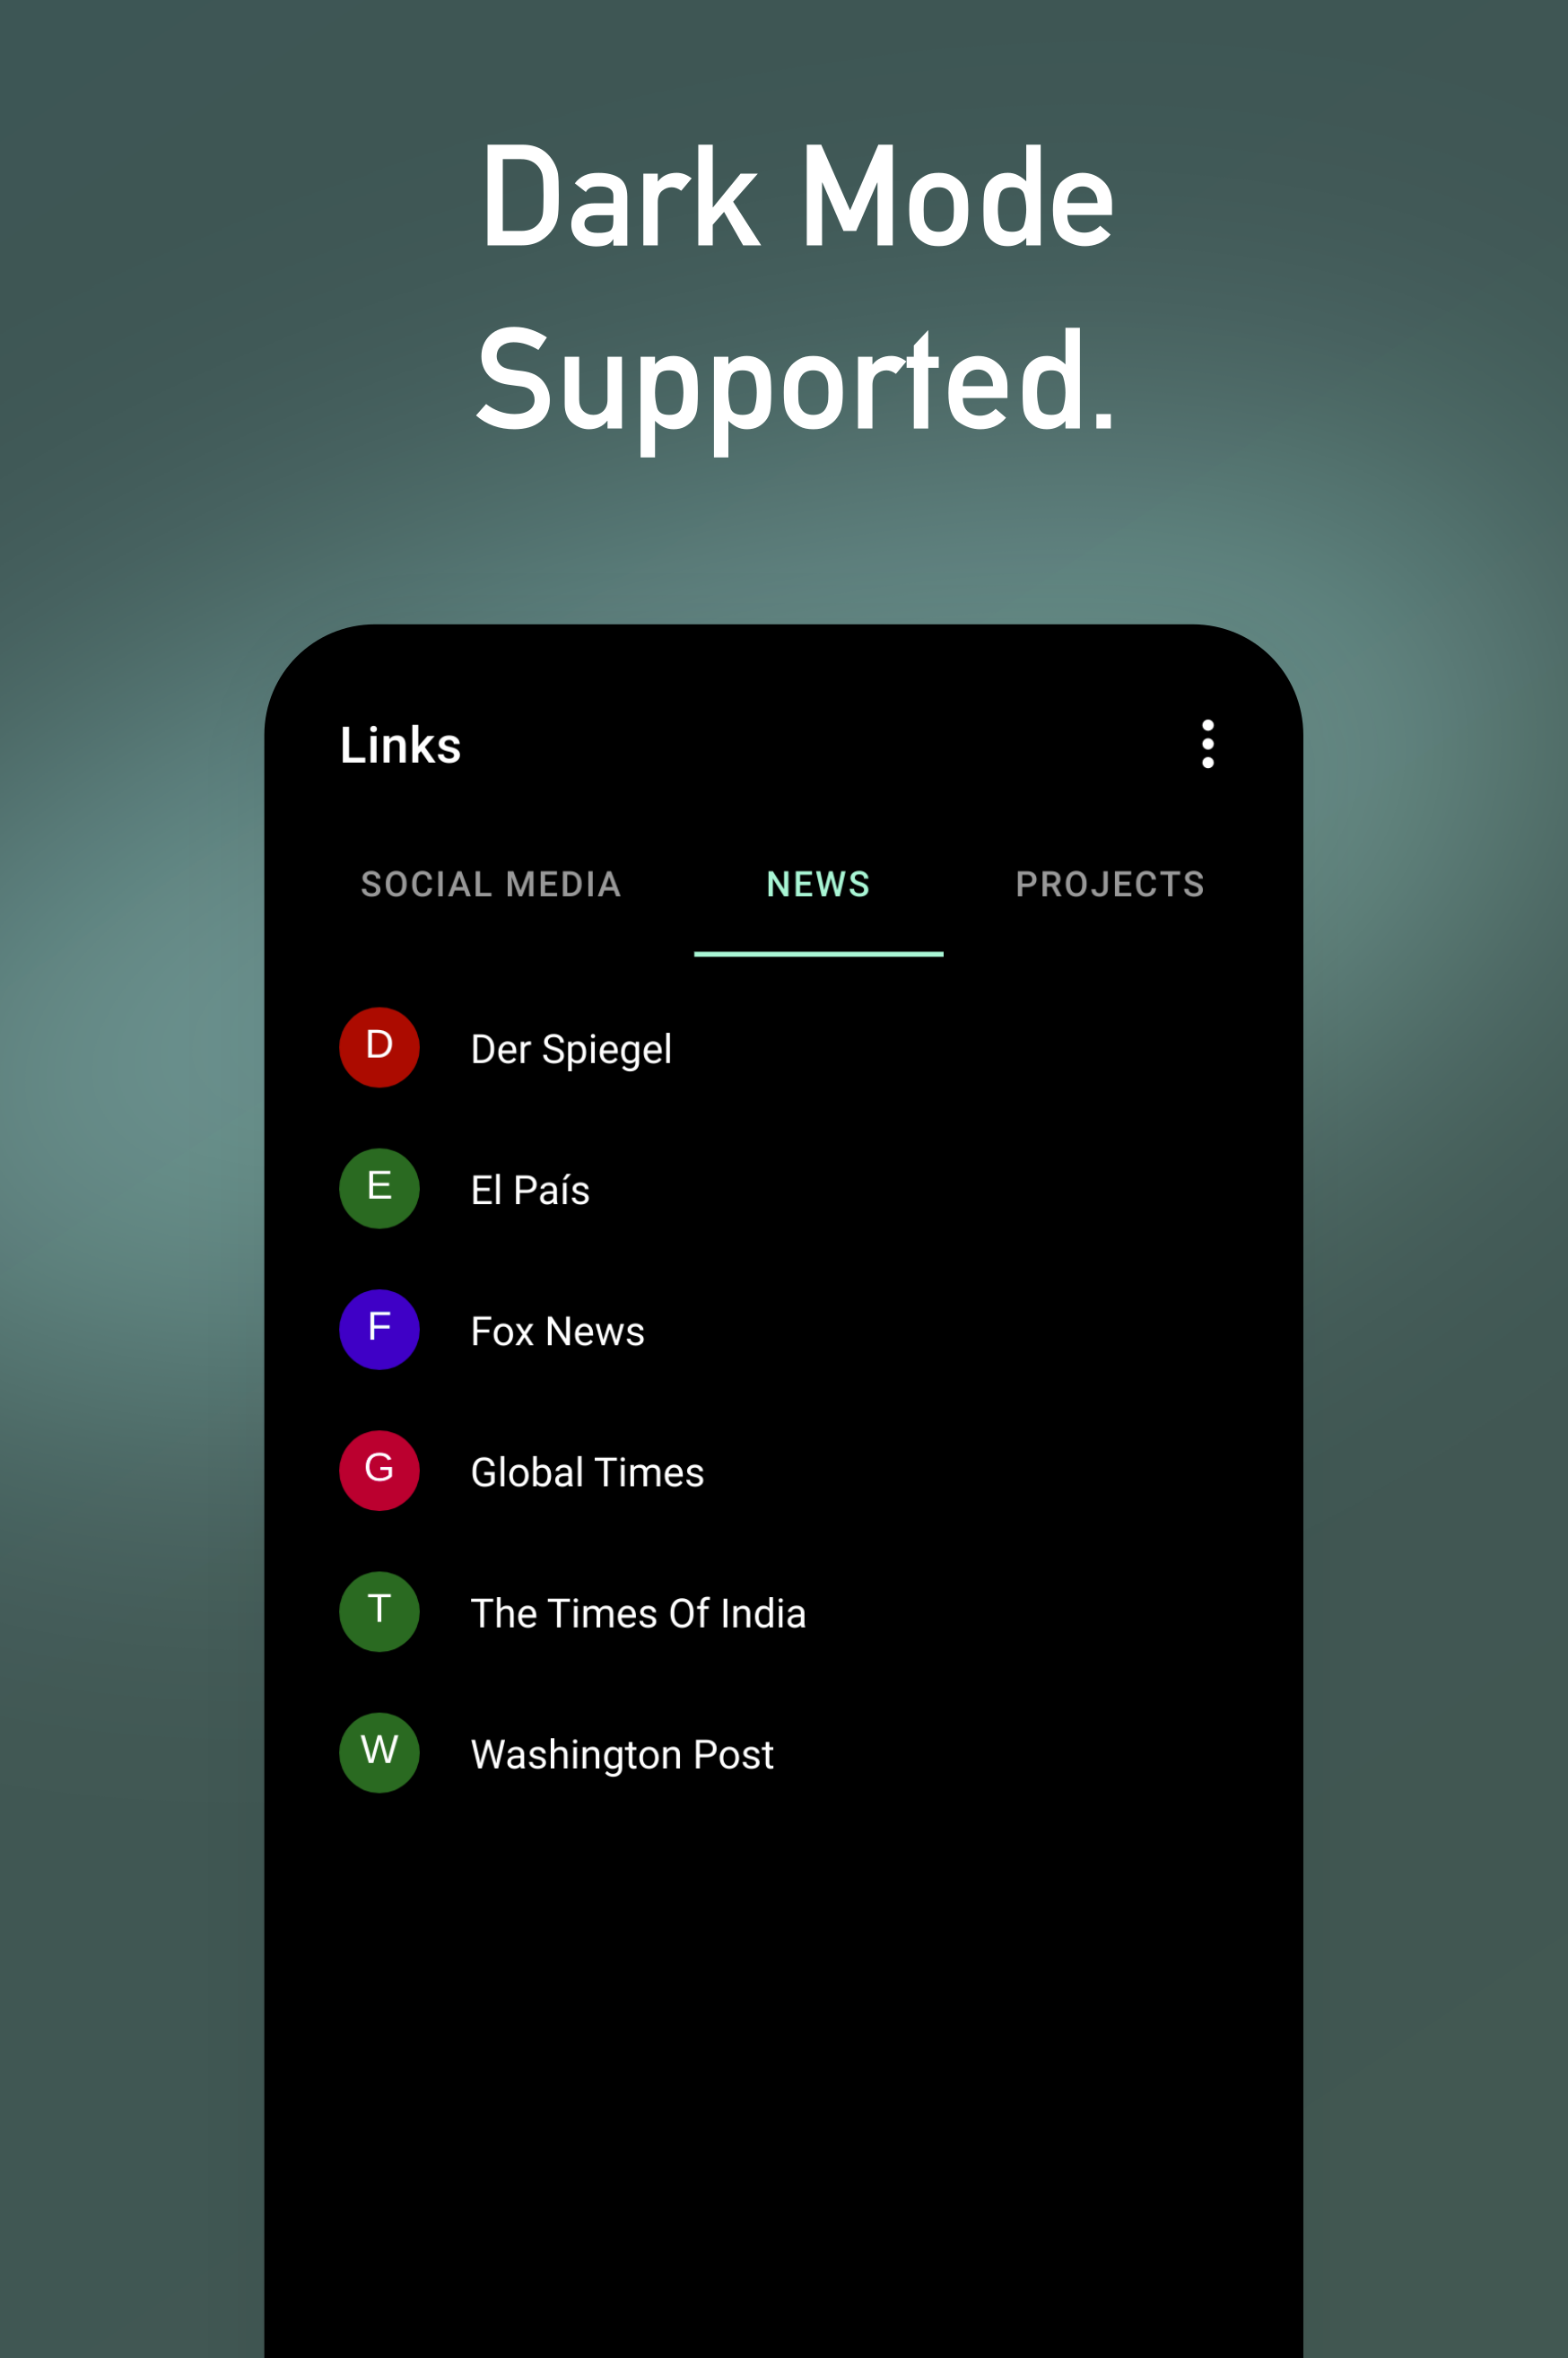 Dark Mode
Supported.
Links
SOCIAL MEDIA NEWS PROJECTS
D Der Spiegel
E El País
F Fox News
G Global Times
T The Times Of India
W Washington Post